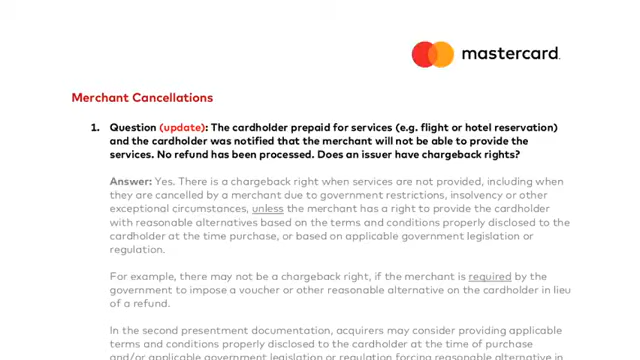 mastercard.
Merchant Cancellations
1. Question (update): The cardholder prepaid for services (e.g. flight or hotel reservation)
and the cardholder was notified that the merchant will not be able to provide the
services. No refund has been processed. Does an issuer have chargeback rights?
Answer: Yes. There is a chargeback right when services are not provided, including when
they are cancelled by a merchant due to government restrictions, insolvency or other
exceptional circumstances, unless the merchant has a right to provide the cardholder
with reasonable alternatives based on the terms and conditions properly disclosed to the
cardholder at the time purchase, or based on applicable government legislation or
regulation.
For example, there may not be a chargeback right, if the merchant is required by the
government to impose a voucher or other reasonable alternative on the cardholder in lieu
of a refund.
In the second presentment documentation, acquirers may consider providing applicable
terms and conditions properly disclosed to the cardholder at the time of purchase
and/or applicable government legislation or regulation forcing reasonable alternative in